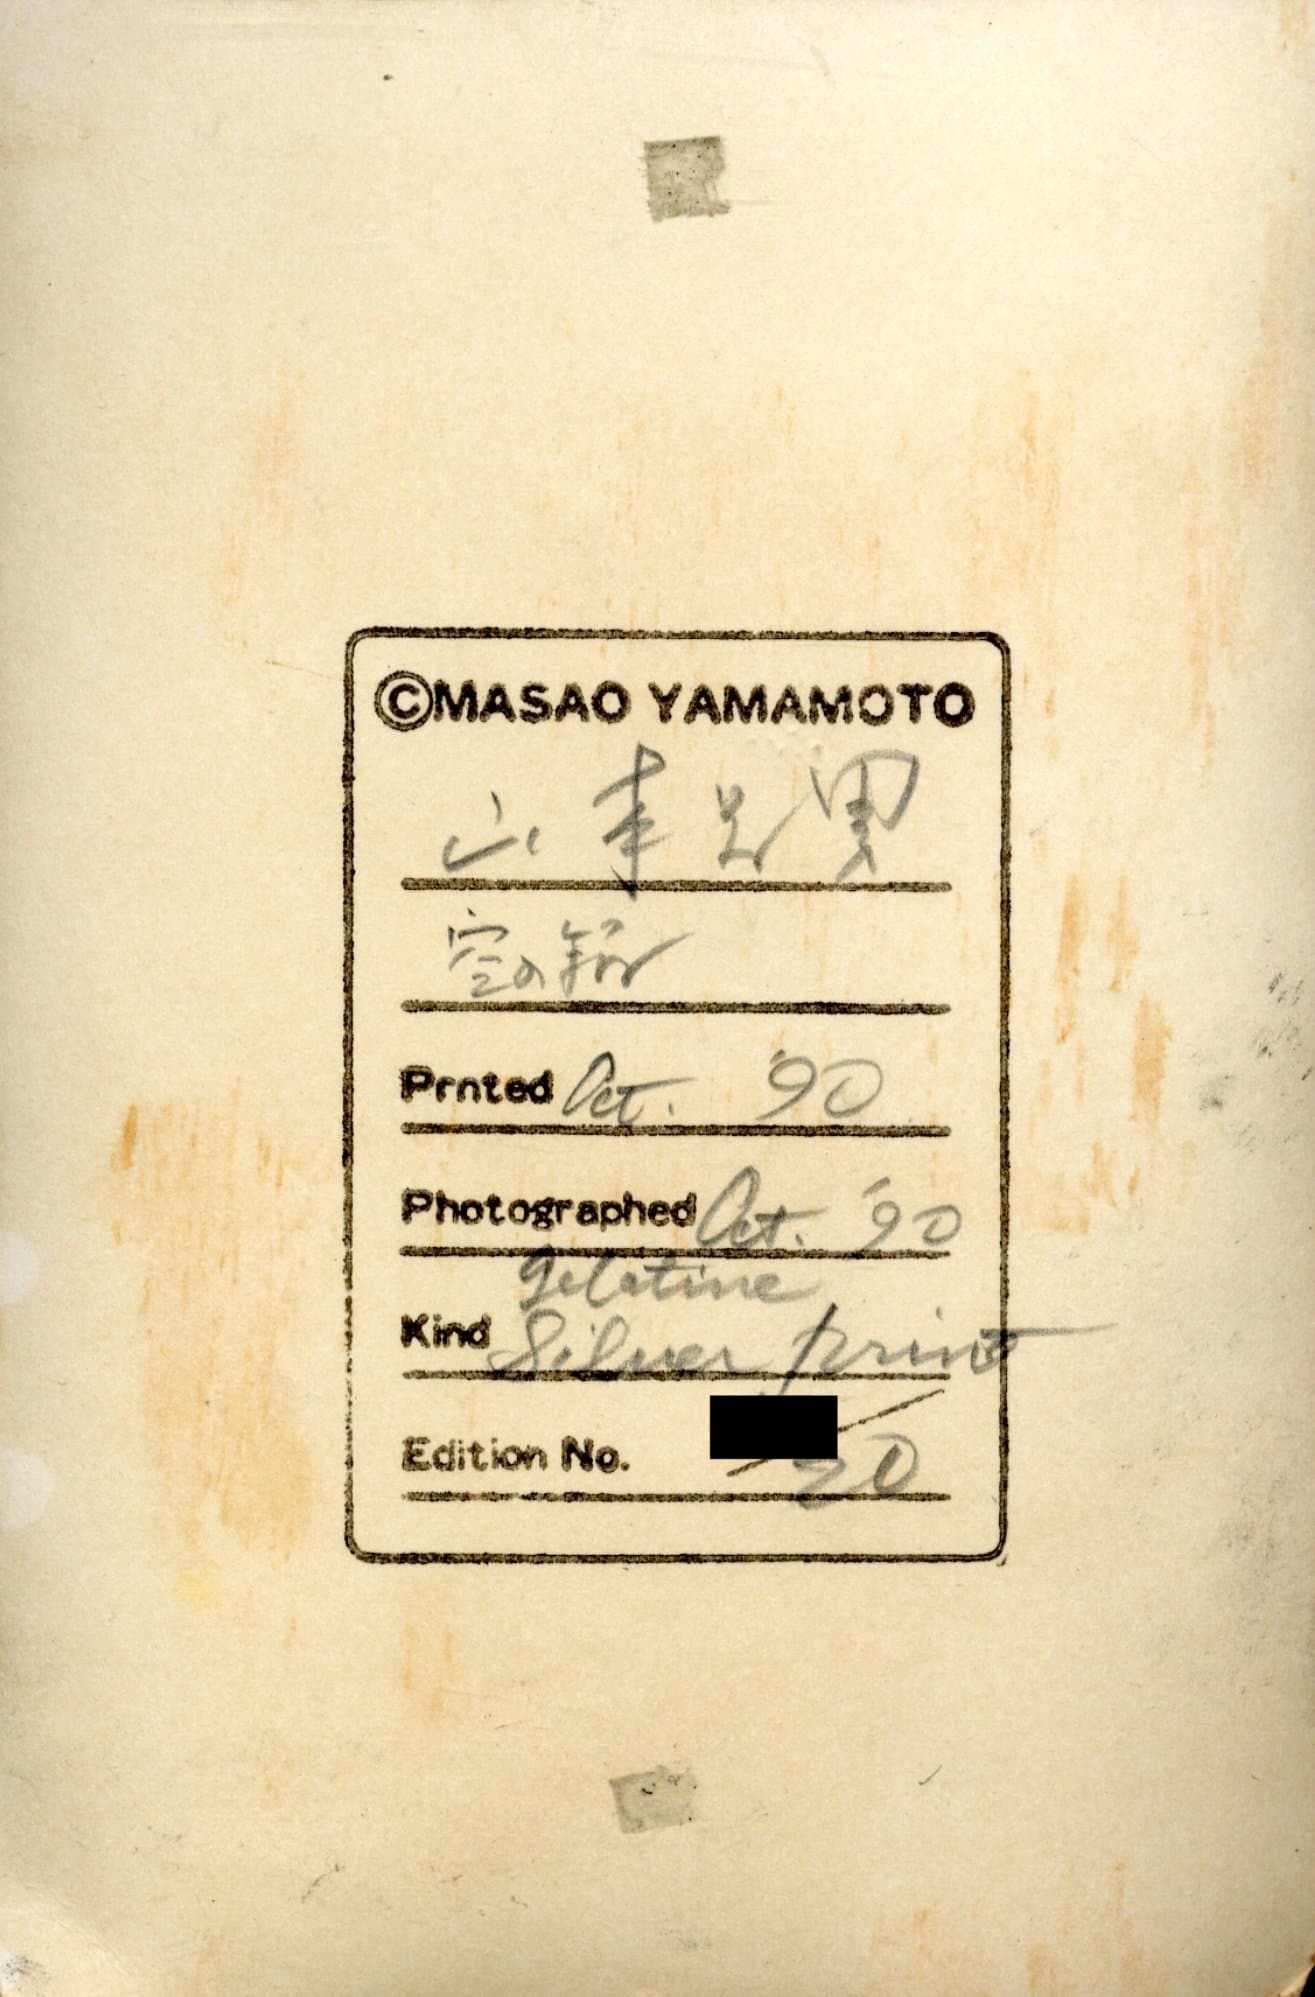 ©MASAO YAMAMOTO
山本昌男
空の
Prnted Oct. '90
Photographed Oct. '90
gelatine
Kind Silver print
Edition No. /20